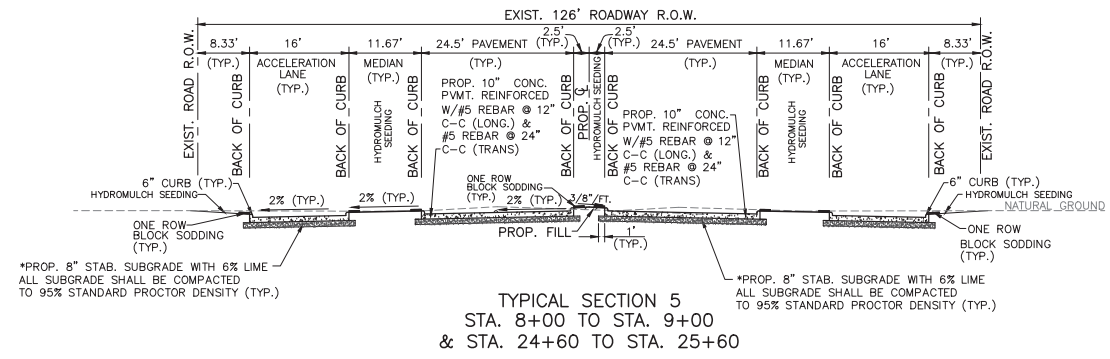 EXIST. 126' ROADWAY R.O.W.
8.33'
(TYP.)
16'
ACCELERATION
LANE
(TYP.)
11.67'
MEDIAN
(TYP.)
24.5' PAVEMENT
(TYP.)
2.5'
(TYP.)
2.5'
(TYP.)
24.5' PAVEMENT
(TYP.)
11.67'
MEDIAN
(TYP.)
16'
ACCELERATION
LANE
(TYP.)
8.33'
(TYP.)
EXIST. ROAD R.O.W.
BACK OF CURB
BACK OF CURB
HYDROMULCH
SEEDING
BACK OF CURB
PROP. 10" CONC.
PVMT. REINFORCED
W/#5 REBAR @ 12"
C-C (LONG.) &
#5 REBAR @ 24"
C-C (TRANS)
BACK OF CURB
PROP. ℄
HYDROMULCH SEEDING
BACK OF CURB
PROP. 10" CONC.
PVMT. REINFORCED
W/#5 REBAR @ 12"
C-C (LONG.) &
#5 REBAR @ 24"
C-C (TRANS)
BACK OF CURB
HYDROMULCH
SEEDING
BACK OF CURB
BACK OF CURB
EXIST. ROAD R.O.W.
6" CURB (TYP.)
HYDROMULCH SEEDING
2% (TYP.)
2% (TYP.)
ONE ROW
BLOCK SODDING
(TYP.)
2% (TYP.)
3/8"/FT.
6" CURB (TYP.)
HYDROMULCH SEEDING
NATURAL GROUND
ONE ROW
BLOCK SODDING
(TYP.)
PROP. FILL
1'
(TYP.)
ONE ROW
BLOCK SODDING
(TYP.)
*PROP. 8" STAB. SUBGRADE WITH 6% LIME
ALL SUBGRADE SHALL BE COMPACTED
TO 95% STANDARD PROCTOR DENSITY (TYP.)
*PROP. 8" STAB. SUBGRADE WITH 6% LIME
ALL SUBGRADE SHALL BE COMPACTED
TO 95% STANDARD PROCTOR DENSITY (TYP.)
TYPICAL SECTION 5
STA. 8+00 TO STA. 9+00
& STA. 24+60 TO STA. 25+60